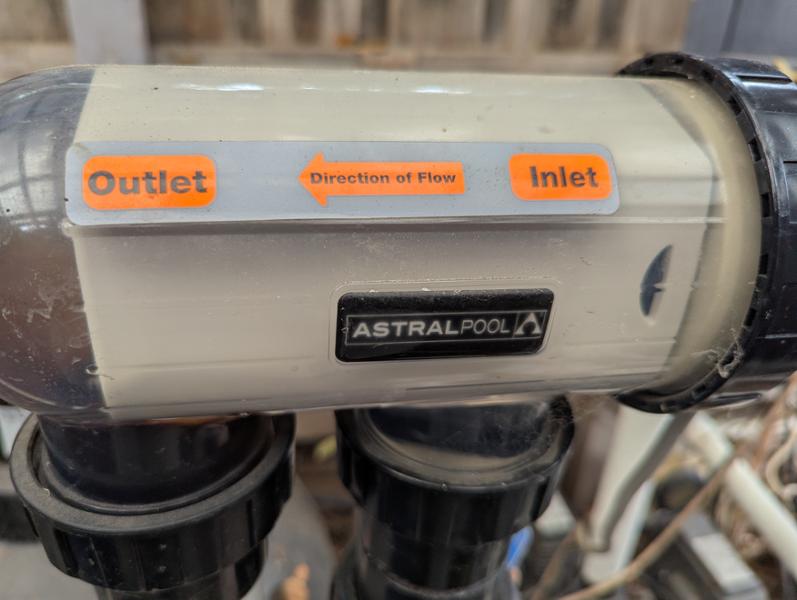 Outlet
Direction of Flow
Inlet
ASTRALPOOL